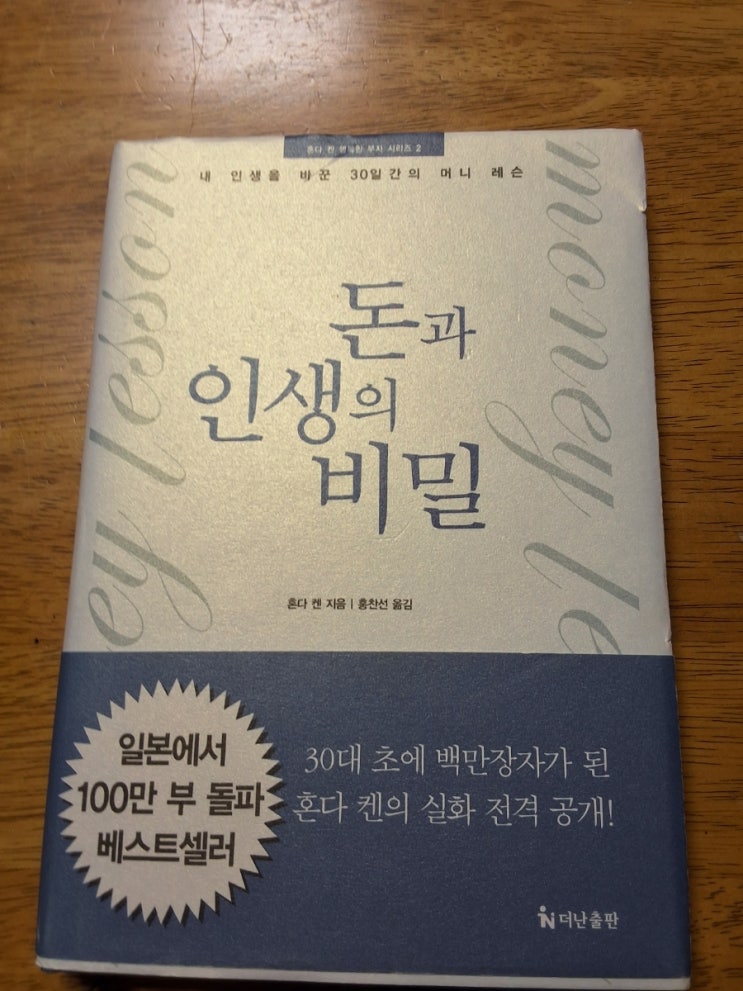 혼다 켄 행복한 부자 시리즈 2
내 인생을 바꾼 30일간의 머니 레슨
돈과
인생의
비밀
ey lesson
money le
혼다 켄 지음 | 홍찬선 옮김
일본에서
100만 부 돌파
베스트셀러
30대 초에 백만장자가 된
혼다 켄의 실화 전격 공개!
iN 더난출판